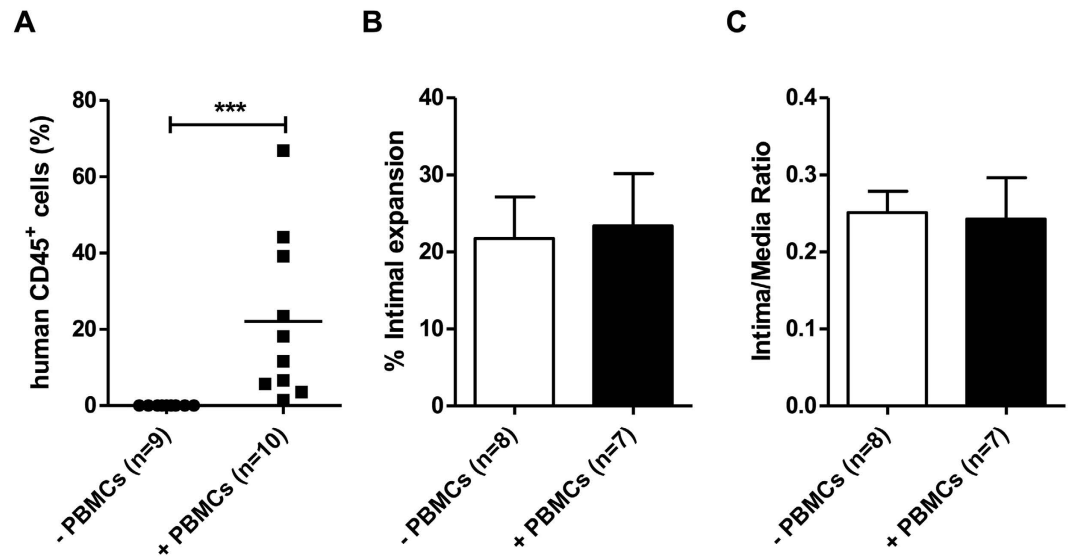 A
human CD45+ cells (%)
80
60
40
20
0
***
- PBMCs (n=9)
+ PBMCs (n=10)
B
% Intimal expansion
40
30
20
10
0
- PBMCs (n=8)
+ PBMCs (n=7)
C
Intima/Media Ratio
0.4
0.3
0.2
0.1
0.0
- PBMCs (n=8)
+ PBMCs (n=7)